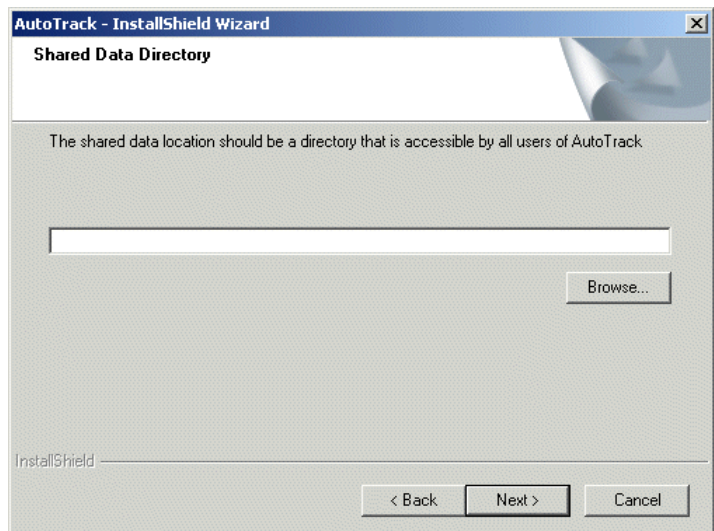 AutoTrack - InstallShield Wizard
Shared Data Directory
The shared data location should be a directory that is accessible by all users of AutoTrack
Browse...
InstallShield
< Back
Next >
Cancel